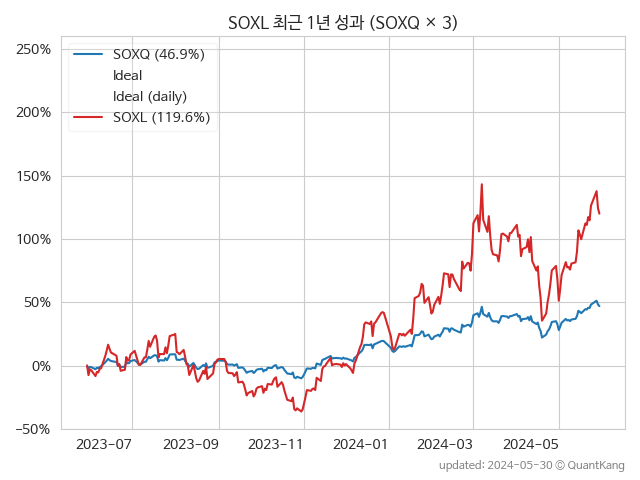 SOXL 최근 1년 성과 (SOXQ × 3)
250%
200%
150%
100%
50%
0%
−50%
SOXQ (46.9%)
Ideal
Ideal (daily)
SOXL (119.6%)
2023−07
2023−09
2023−11
2024−01
2024−03
2024−05
updated: 2024-05-30 © QuantKang